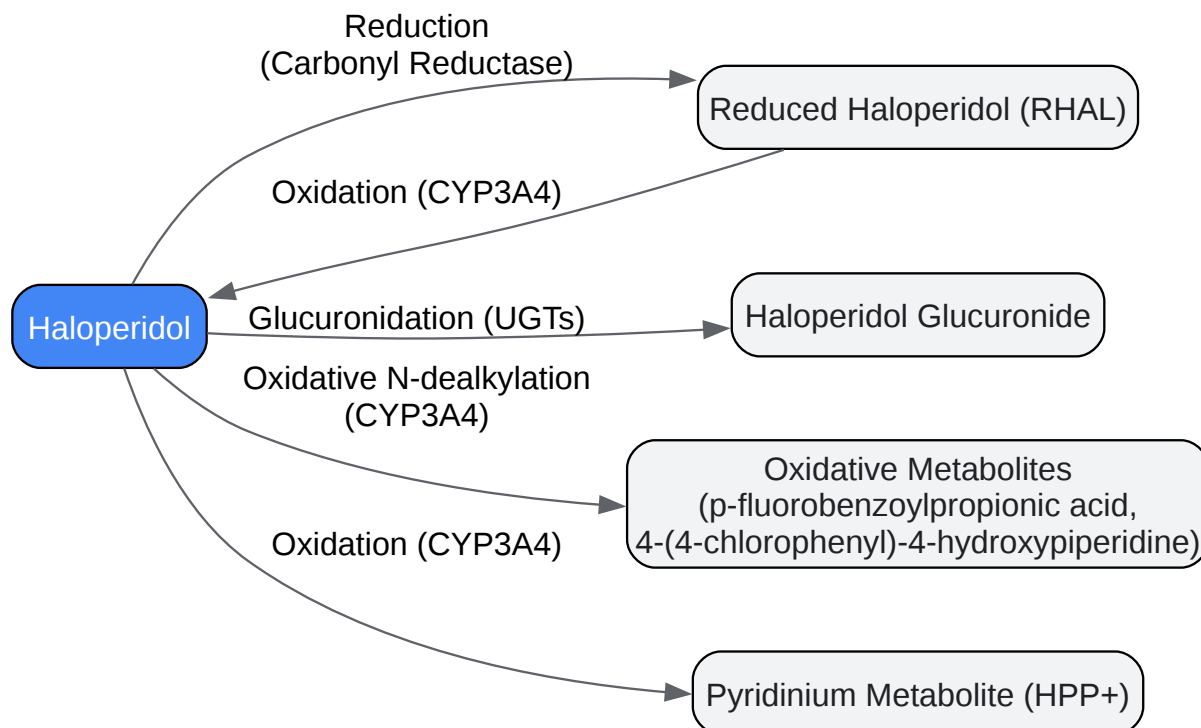 Reduction
(Carbonyl Reductase)
Reduced Haloperidol (RHAL)
Oxidation (CYP3A4)
Haloperidol
Glucuronidation (UGTs)
Haloperidol Glucuronide
Oxidative N-dealkylation
(CYP3A4)
Oxidative Metabolites
(p-fluorobenzoylpropionic acid,
4-(4-chlorophenyl)-4-hydroxypiperidine)
Oxidation (CYP3A4)
Pyridinium Metabolite (HPP+)